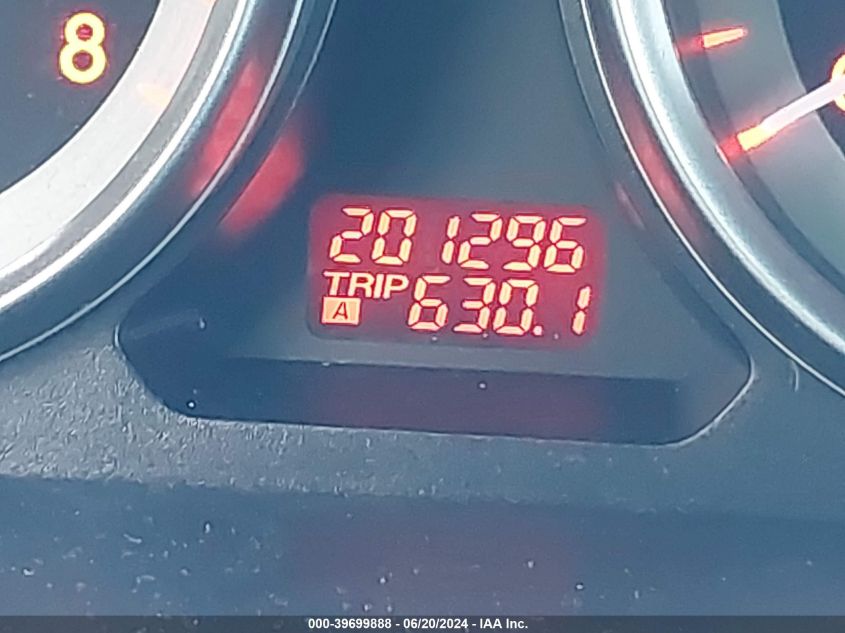 8
201296
TRIP
A 630.1
000-39699888 - 06/20/2024 - IAA Inc.